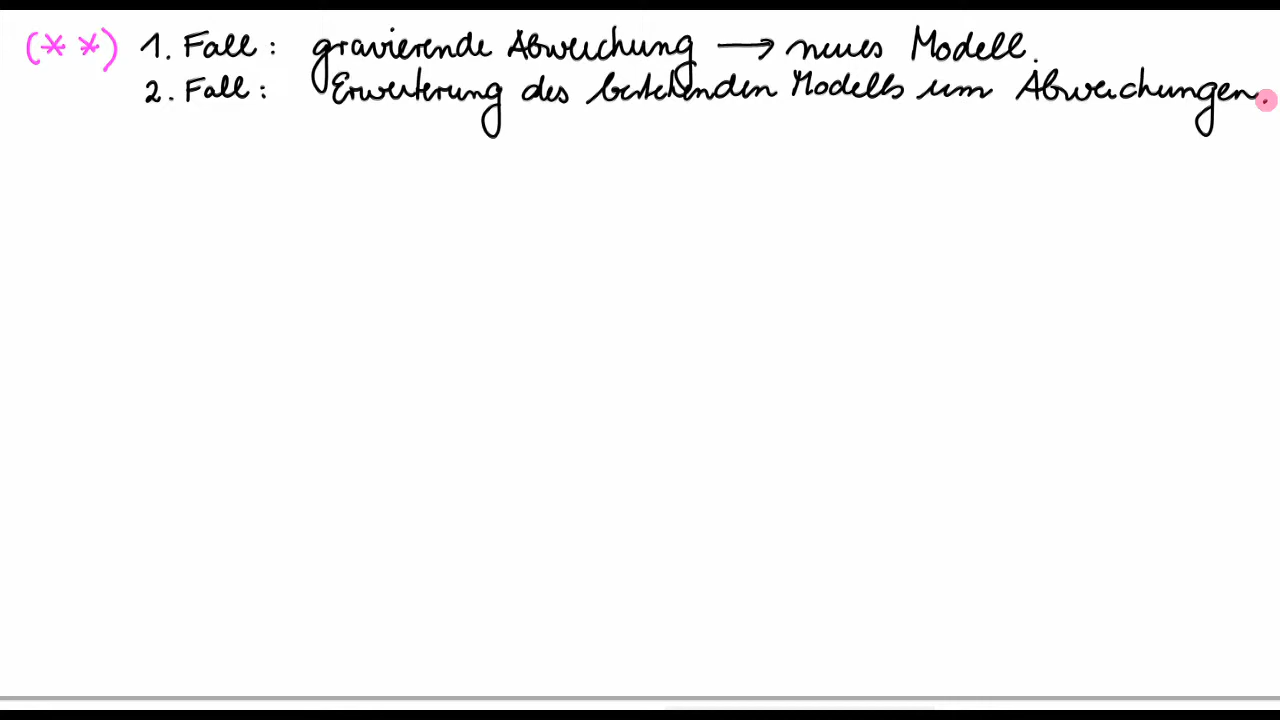 (**) 1. Fall: gravierende Abweichung → neues Modell.
2. Fall: Erweiterung des bestehenden Modells um Abweichungen.